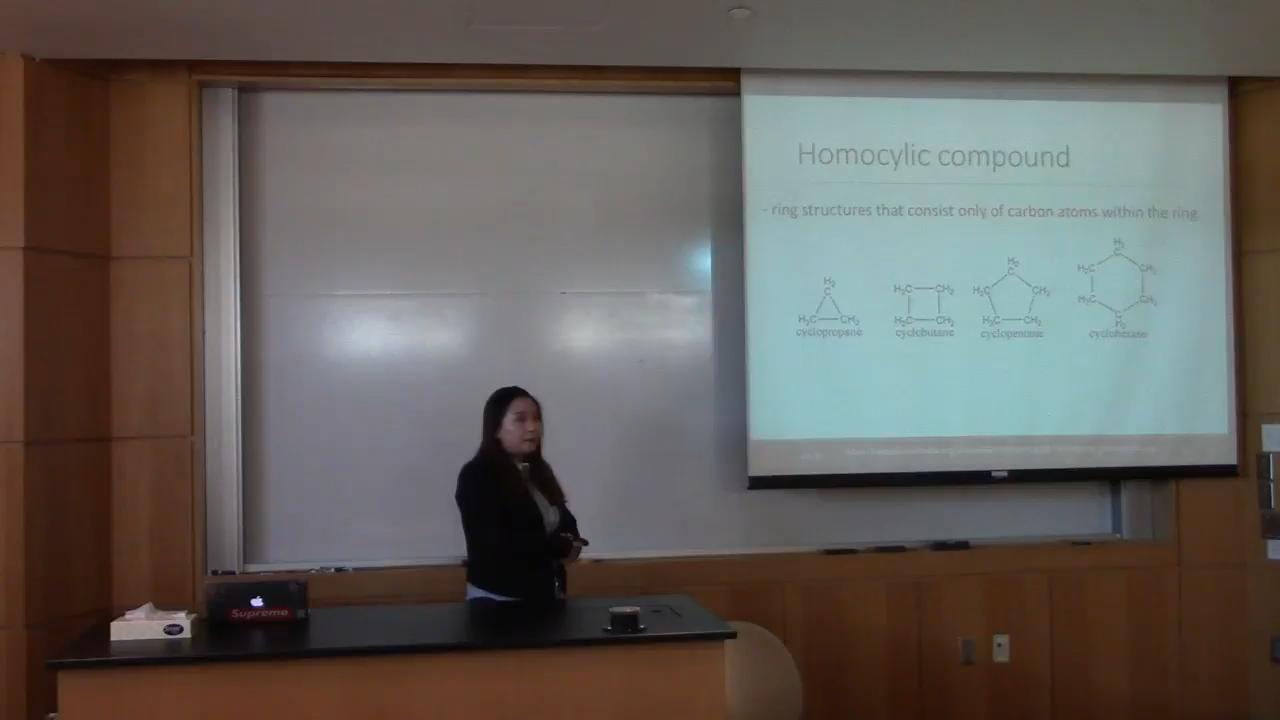 Homocylic compound
- ring structures that consist only of carbon atoms within the ring
H₂
C
H₂C CH₂
cyclopropane
H₂C CH₂
H₂C CH₂
cyclobutane
H₂
C
H₂C CH₂
H₂C CH₂
cyclopentane
H₂
C
H₂C CH₂
H₂C CH₂
C
H₂
cyclohexane
Supreme